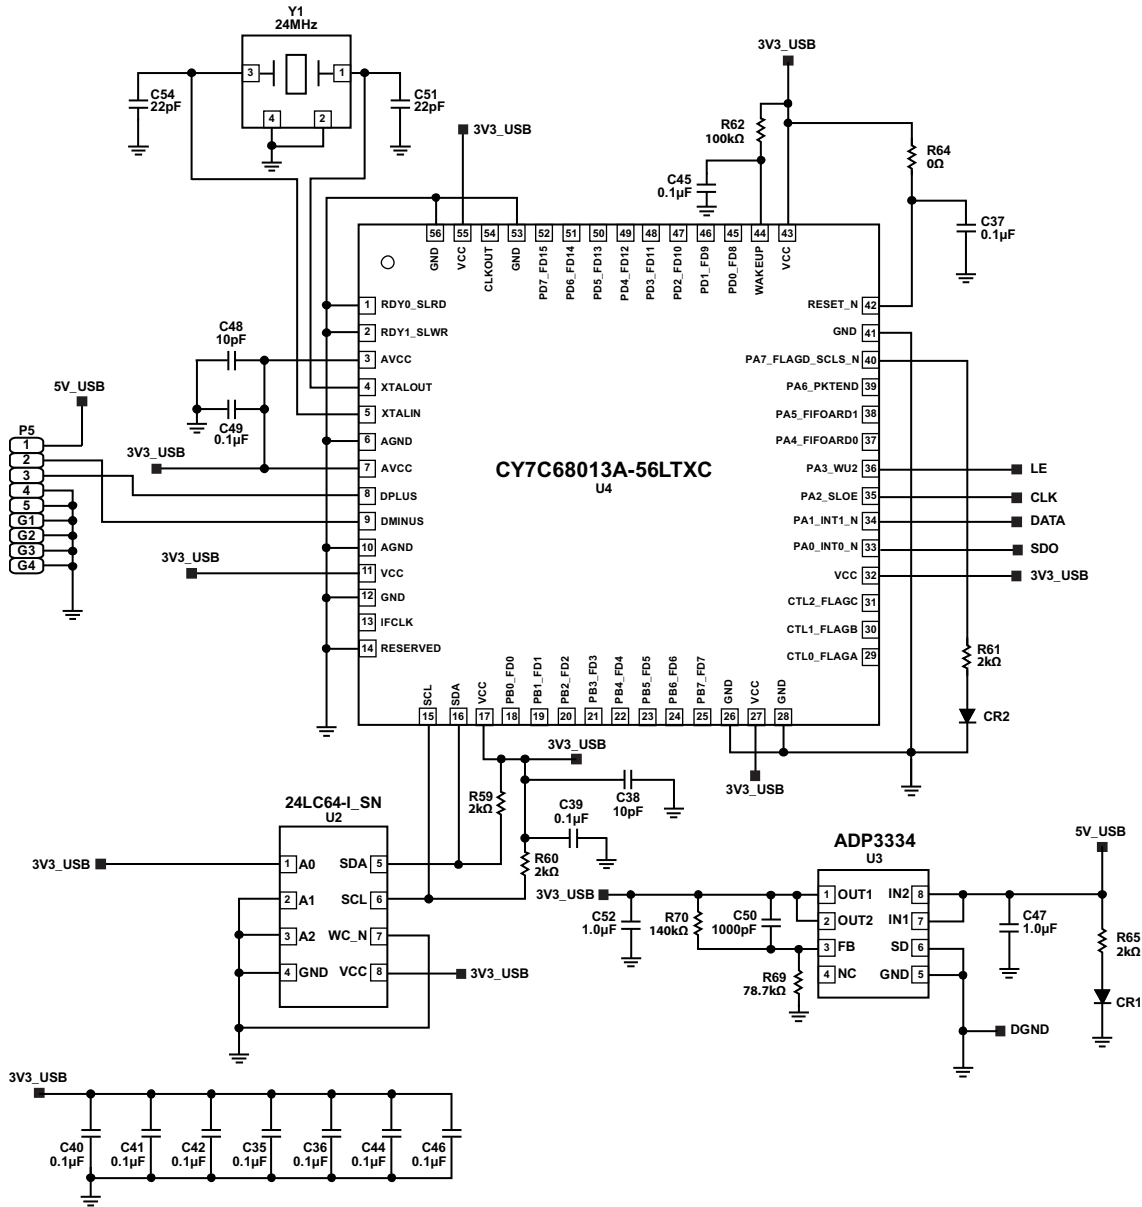 Y1
24MHz
3
1
4
2
C54
22pF
C51
22pF
3V3_USB
3V3_USB
R62
100kΩ
R64
0Ω
C45
0.1µF
C37
0.1µF
56
55
54
53
52
51
50
49
48
47
46
45
44
43
GND
VCC
CLKOUT
GND
PD7_FD15
PD6_FD14
PD5_FD13
PD4_FD12
PD3_FD11
PD2_FD10
PD1_FD9
PD0_FD8
WAKEUP
VCC
1 RDY0_SLRD
2 RDY1_SLWR
3 AVCC
4 XTALOUT
5 XTALIN
6 AGND
7 AVCC
8 DPLUS
9 DMINUS
10 AGND
11 VCC
12 GND
13 IFCLK
14 RESERVED
RESET_N 42
GND 41
PA7_FLAGD_SCLS_N 40
PA6_PKTEND 39
PA5_FIFOARD1 38
PA4_FIFOARD0 37
PA3_WU2 36
PA2_SLOE 35
PA1_INT1_N 34
PA0_INT0_N 33
VCC 32
CTL2_FLAGC 31
CTL1_FLAGB 30
CTL0_FLAGA 29
LE
CLK
DATA
SDO
3V3_USB
CY7C68013A-56LTXC
U4
C48
10pF
C49
0.1µF
5V_USB
3V3_USB
3V3_USB
P5
1
2
3
4
5
G1
G2
G3
G4
R61
2kΩ
CR2
SCL
SDA
VCC
PB0_FD0
PB1_FD1
PB2_FD2
PB3_FD3
PB4_FD4
PB5_FD5
PB6_FD6
PB7_FD7
GND
VCC
GND
15
16
17
18
19
20
21
22
23
24
25
26
27
28
3V3_USB
3V3_USB
R59
2kΩ
C39
0.1µF
C38
10pF
R60
2kΩ
24LC64-I_SN
U2
3V3_USB
1 A0
2 A1
3 A2
4 GND
SDA 5
SCL 6
WC_N 7
VCC 8
3V3_USB
ADP3334
U3
3V3_USB
C52
1.0µF
R70
140kΩ
C50
1000pF
R69
78.7kΩ
1 OUT1
2 OUT2
3 FB
4 NC
IN2 8
IN1 7
SD 6
GND 5
5V_USB
C47
1.0µF
R65
2kΩ
CR1
DGND
3V3_USB
C40
0.1µF
C41
0.1µF
C42
0.1µF
C35
0.1µF
C36
0.1µF
C44
0.1µF
C46
0.1µF